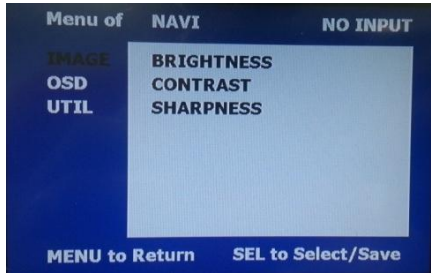 Menu of NAVI NO INPUT
IMAGE BRIGHTNESS
OSD CONTRAST
UTIL SHARPNESS
MENU to Return SEL to Select/Save